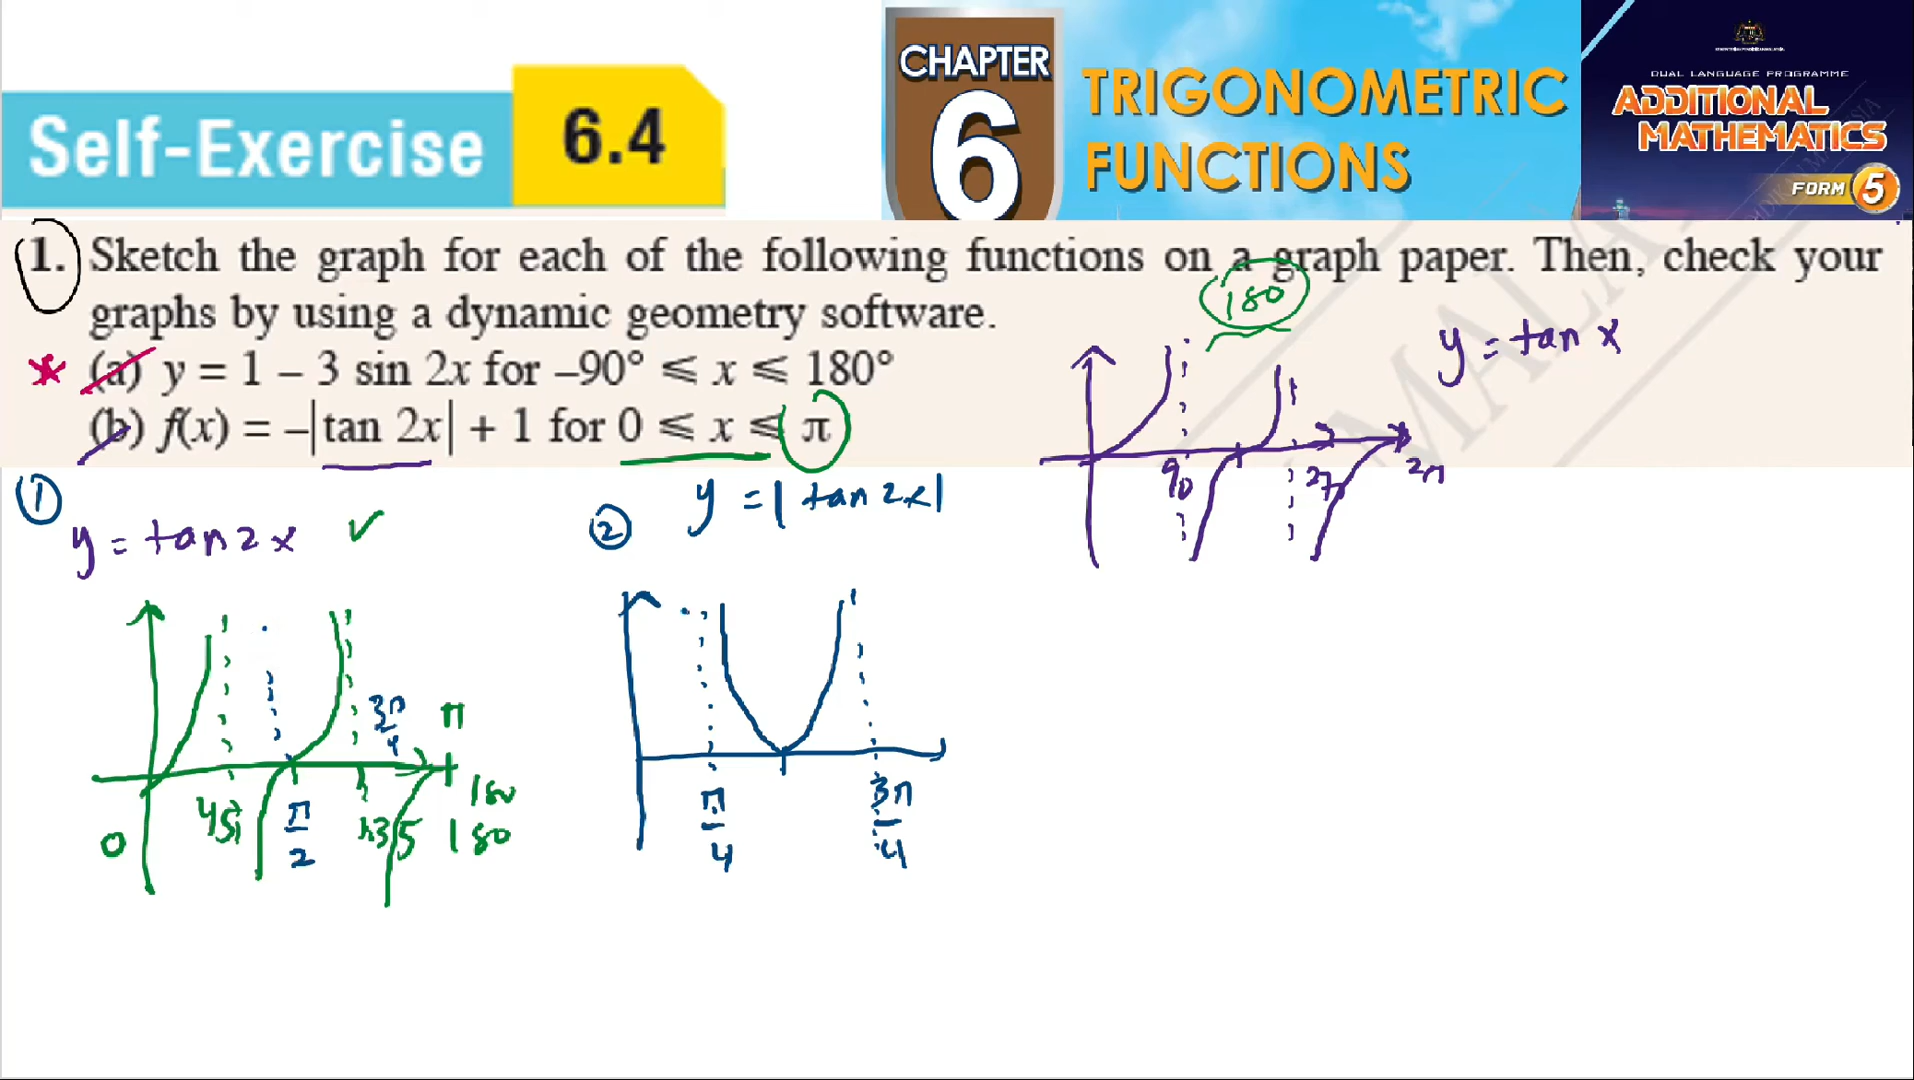 Self-Exercise 6.4
CHAPTER 6
TRIGONOMETRIC FUNCTIONS
DUAL LANGUAGE PROGRAMME
ADDITIONAL MATHEMATICS
FORM 5
1. Sketch the graph for each of the following functions on a graph paper. Then, check your
graphs by using a dynamic geometry software.
(a) y = 1 – 3 sin 2x for –90° ⩽ x ⩽ 180°
(b) f(x) = –|tan 2x| + 1 for 0 ⩽ x ⩽ π
180
y = tan x
90
2π
①
y = tan 2x ✓
②
y = |tan 2x|
3π/4
π
0
45
π/2
135
180
180
π/4
3π/4